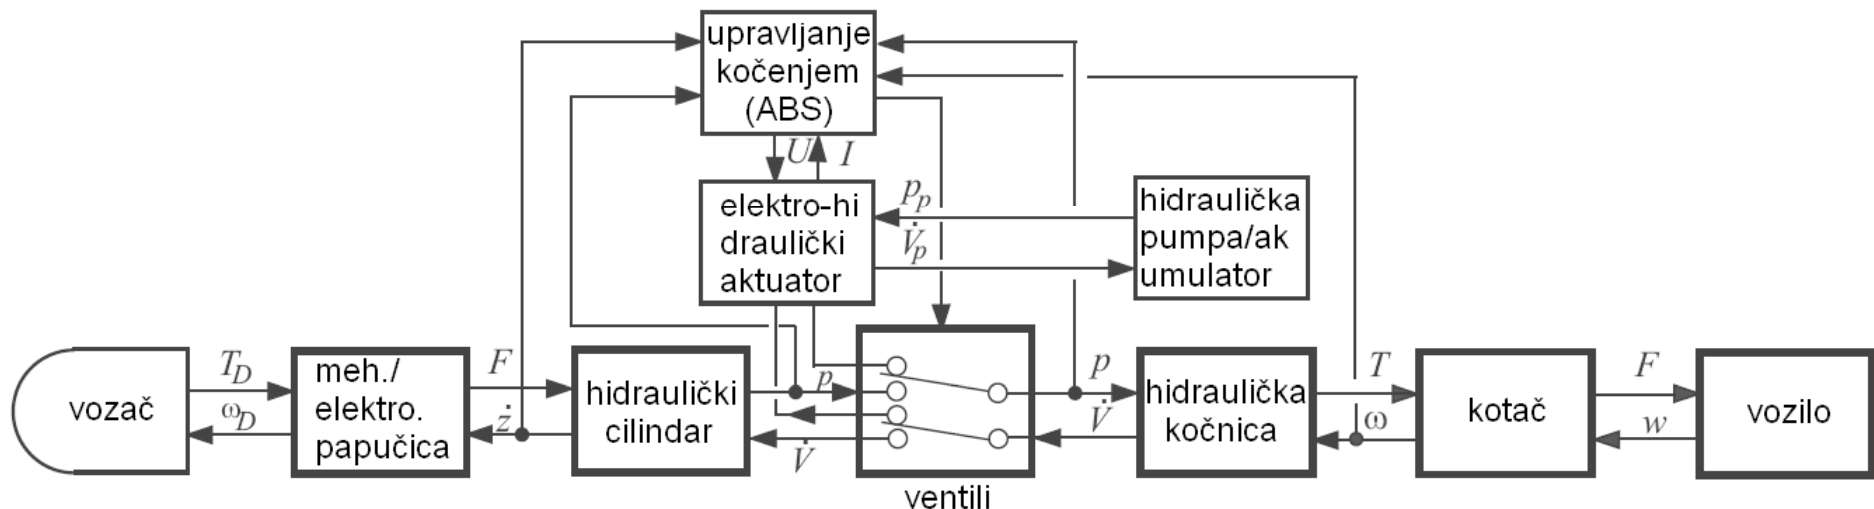 upravljanje
kočenjem
(ABS)
U I
elektro-hi
draulički
aktuator
p_p
V̇_p
hidraulička
pumpa/ak
umulator
vozač
T_D
ω_D
meh./
elektro.
papučica
F
ż
hidraulički
cilindar
p
V̇
ventili
p
V̇
hidraulička
kočnica
T
ω
kotač
F
w
vozilo